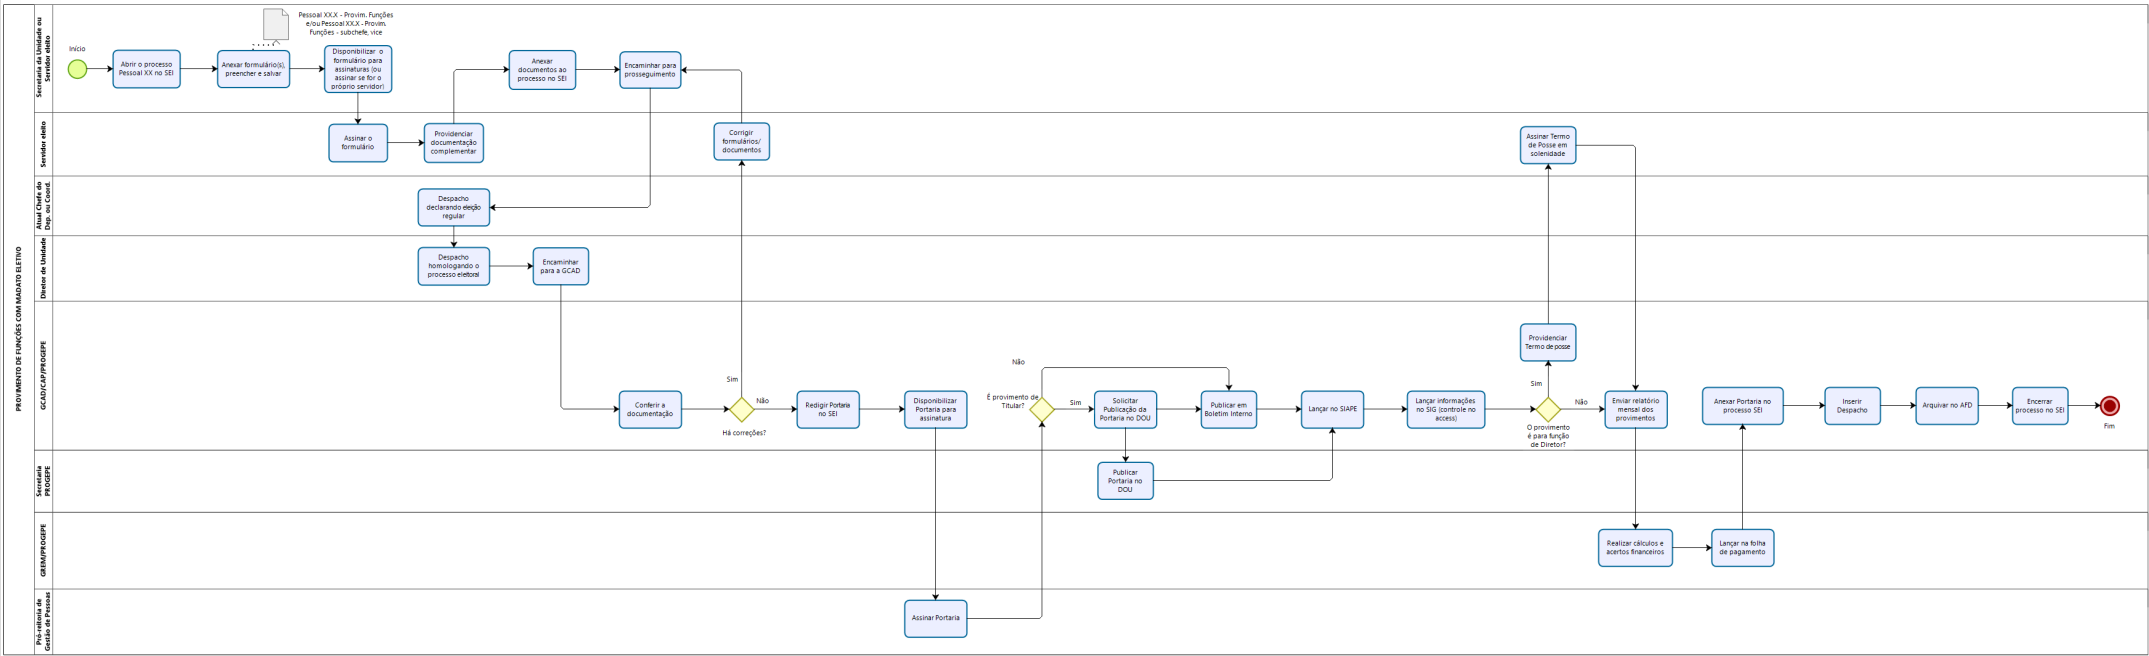 PROVIMENTO DE FUNÇÕES COM MADATO ELETIVO
Secretaria da Unidade ou
Servidor eleito
Início
Abrir o processo
Pessoal XX no SEI
Anexar formulário(s),
preencher e salvar
Pessoal XX.X - Provim. Funções
e/ou Pessoal XX.X - Provim.
Funções - subchefe, vice
Disponibilizar o
formulário para
assinaturas (ou
assinar se for o
próprio servidor)
Anexar
documentos ao
processo no SEI
Encaminhar para
prosseguimento
Servidor eleito
Assinar o
formulário
Providenciar
documentação
complementar
Corrigir
formulários/
documentos
Assinar Termo
de Posse em
solenidade
Atual Chefe do
Dep. ou Coord.
Despacho
declarando eleição
regular
Diretor de Unidade
Despacho
homologando o
processo eleitoral
Encaminhar
para a GCAD
GCAD/CAP/PROGEPE
Conferir a
documentação
Sim
Não
Há correções?
Redigir Portaria
no SEI
Disponibilizar
Portaria para
assinatura
É provimento de
Titular?
Não
Sim
Solicitar
Publicação da
Portaria no DOU
Publicar em
Boletim Interno
Lançar no SIAPE
Lançar informações
no SIG (controle no
access)
Providenciar
Termo de posse
Sim
Não
O provimento
é para função
de Diretor?
Enviar relatório
mensal dos
provimentos
Anexar Portaria no
processo SEI
Inserir
Despacho
Arquivar no AFD
Encerrar
processo no SEI
Fim
Secretaria
PROGEPE
Publicar
Portaria no
DOU
GREM/PROGEPE
Realizar cálculos e
acertos financeiros
Lançar na folha
de pagamento
Pró-reitoria de
Gestão de Pessoas
Assinar Portaria